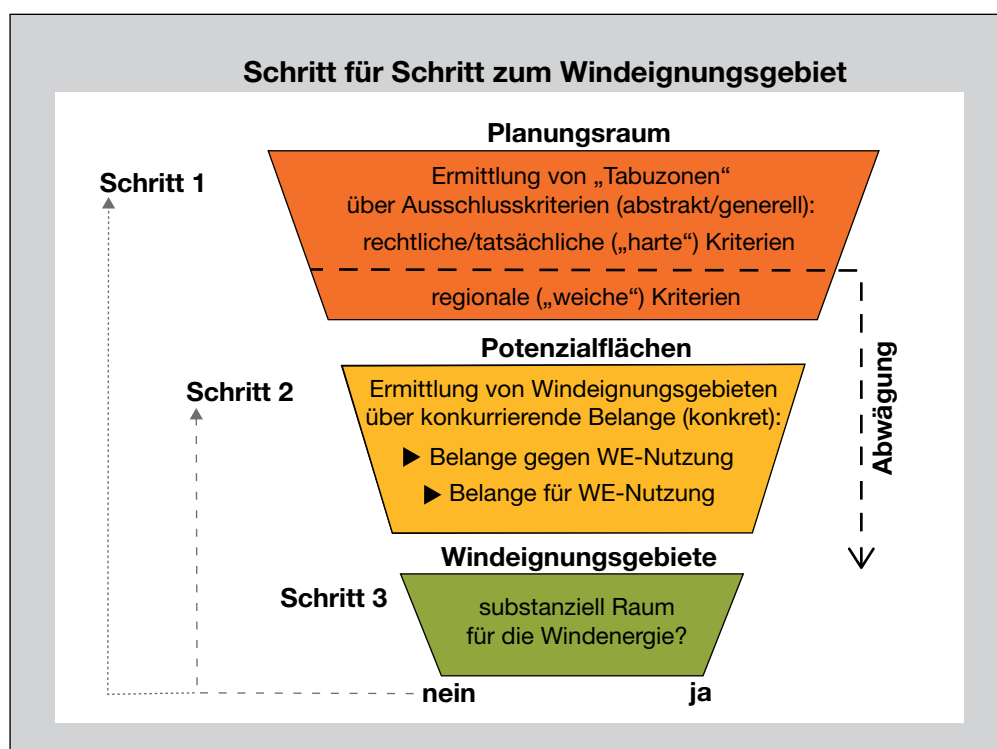 Schritt für Schritt zum Windeignungsgebiet
Planungsraum
Schritt 1
Ermittlung von „Tabuzonen“
über Ausschlusskriterien (abstrakt/generell):
rechtliche/tatsächliche („harte“) Kriterien
regionale („weiche“) Kriterien
Potenzialflächen
Schritt 2
Ermittlung von Windeignungsgebieten
über konkurrierende Belange (konkret):
▶ Belange gegen WE-Nutzung
▶ Belange für WE-Nutzung
Abwägung
Windeignungsgebiete
Schritt 3
substanziell Raum
für die Windenergie?
nein ja